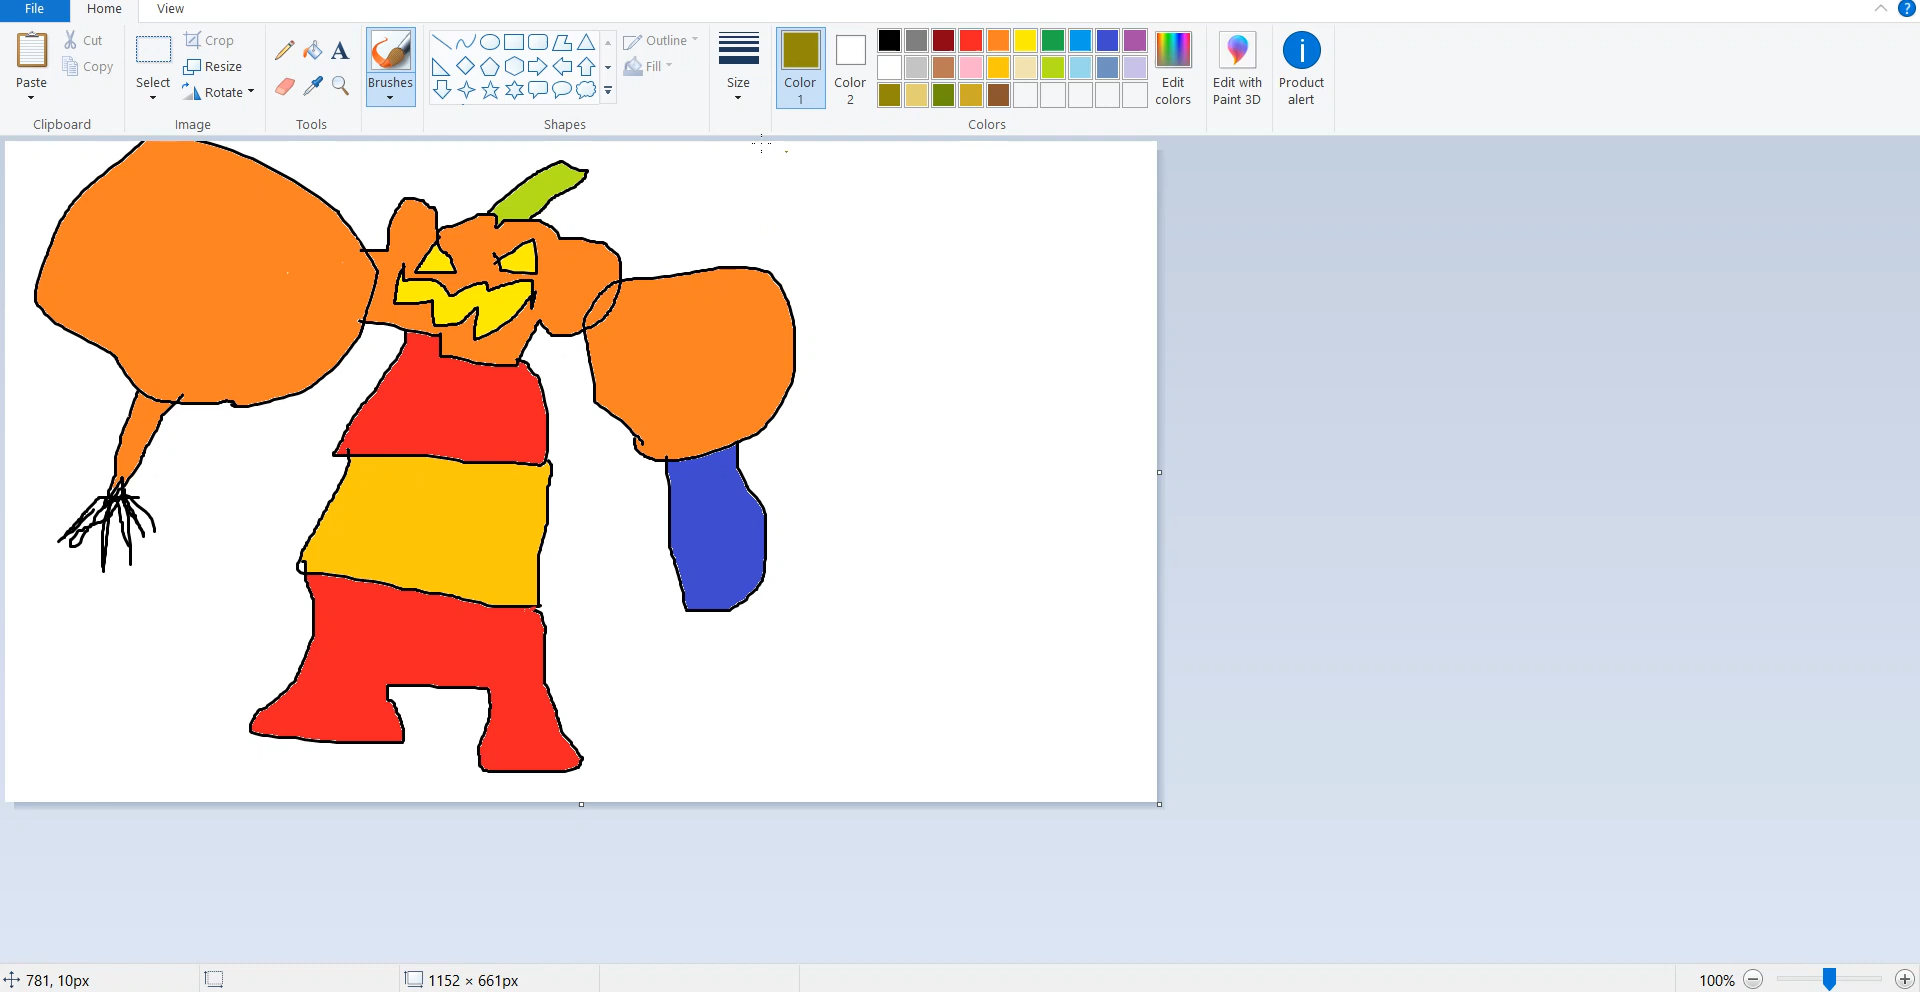 File Home View
Paste Cut Copy
Select Crop Resize Rotate
Brushes
Outline Fill
Size
Color 1 Color 2
Edit colors
Edit with Paint 3D
Product alert
Clipboard Image Tools Shapes Colors
781, 10px 1152 × 661px 100%